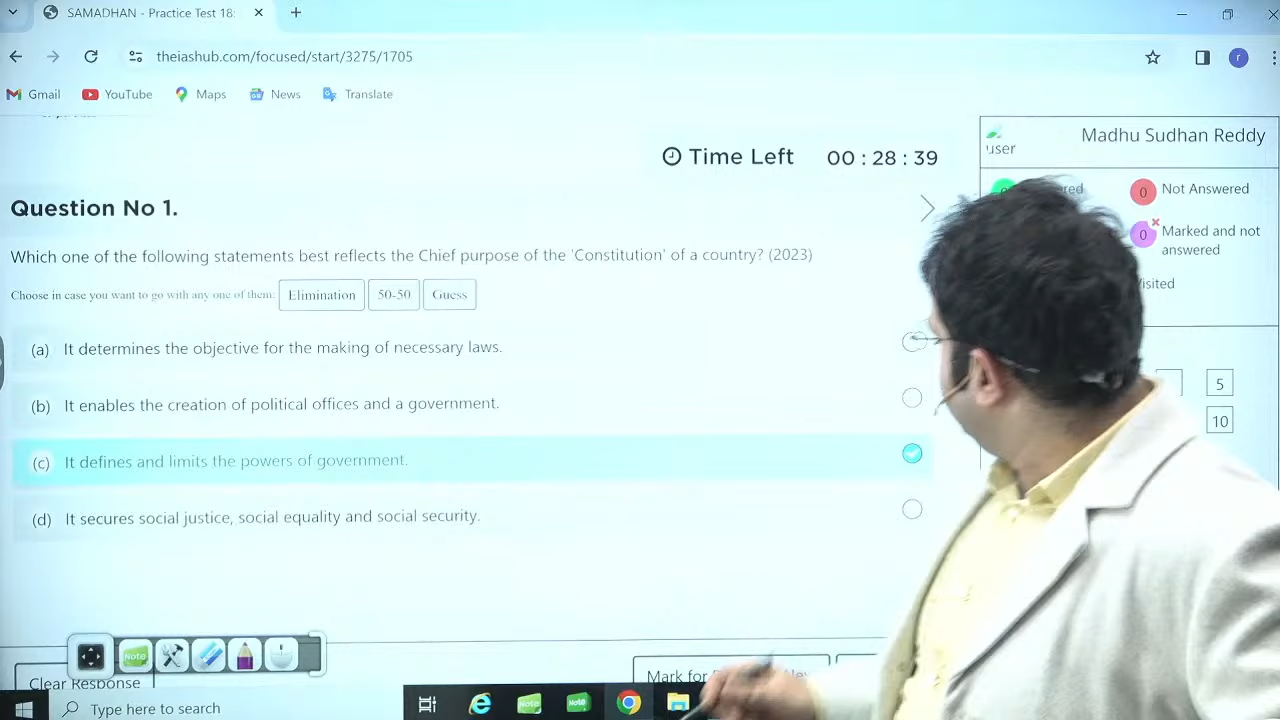 SAMADHAN - Practice Test 18:
theiashub.com/focused/start/3275/1705
r
Gmail YouTube Maps News Translate
Time Left 00 : 28 : 39
user
Madhu Sudhan Reddy
0 Not Answered
0 Marked and not
answered
Question No 1.
Which one of the following statements best reflects the Chief purpose of the 'Constitution' of a country? (2023)
Choose in case you want to go with any one of them: Elimination 50-50 Guess
(a) It determines the objective for the making of necessary laws.
(b) It enables the creation of political offices and a government.
(c) It defines and limits the powers of government.
(d) It secures social justice, social equality and social security.
5
10
Note
Clear Response
Mark for
Type here to search
Note Note